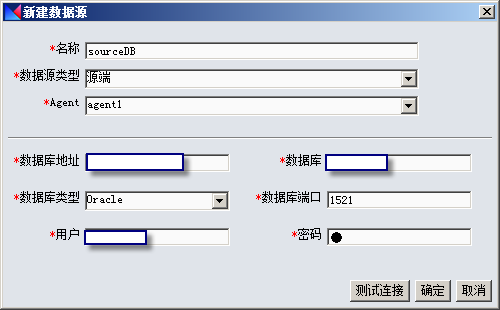 新建数据源
*名称 sourceDB
*数据源类型 源端
*Agent agent1
*数据库地址 *数据库
*数据库类型 Oracle *数据库端口 1521
*用户 *密码 ●
测试连接 确定 取消